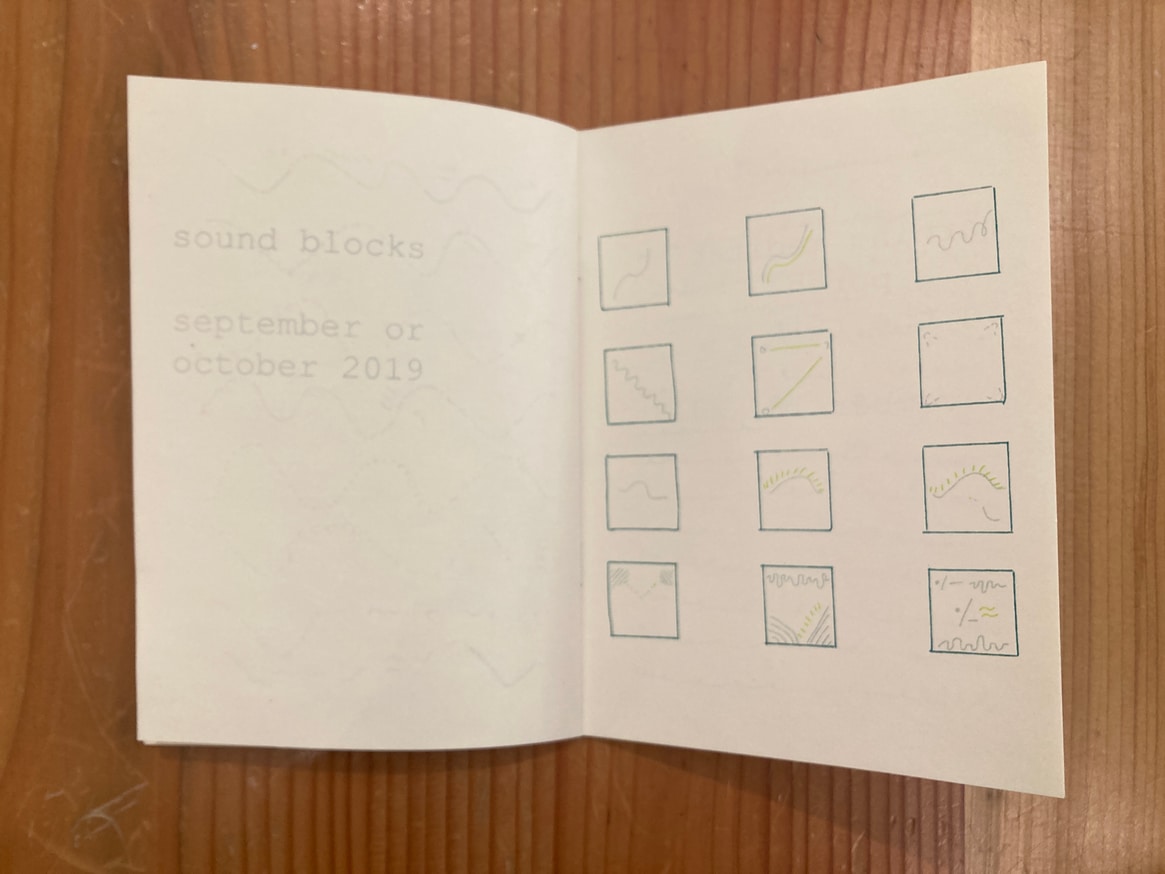 sound blocks
september or
october 2019